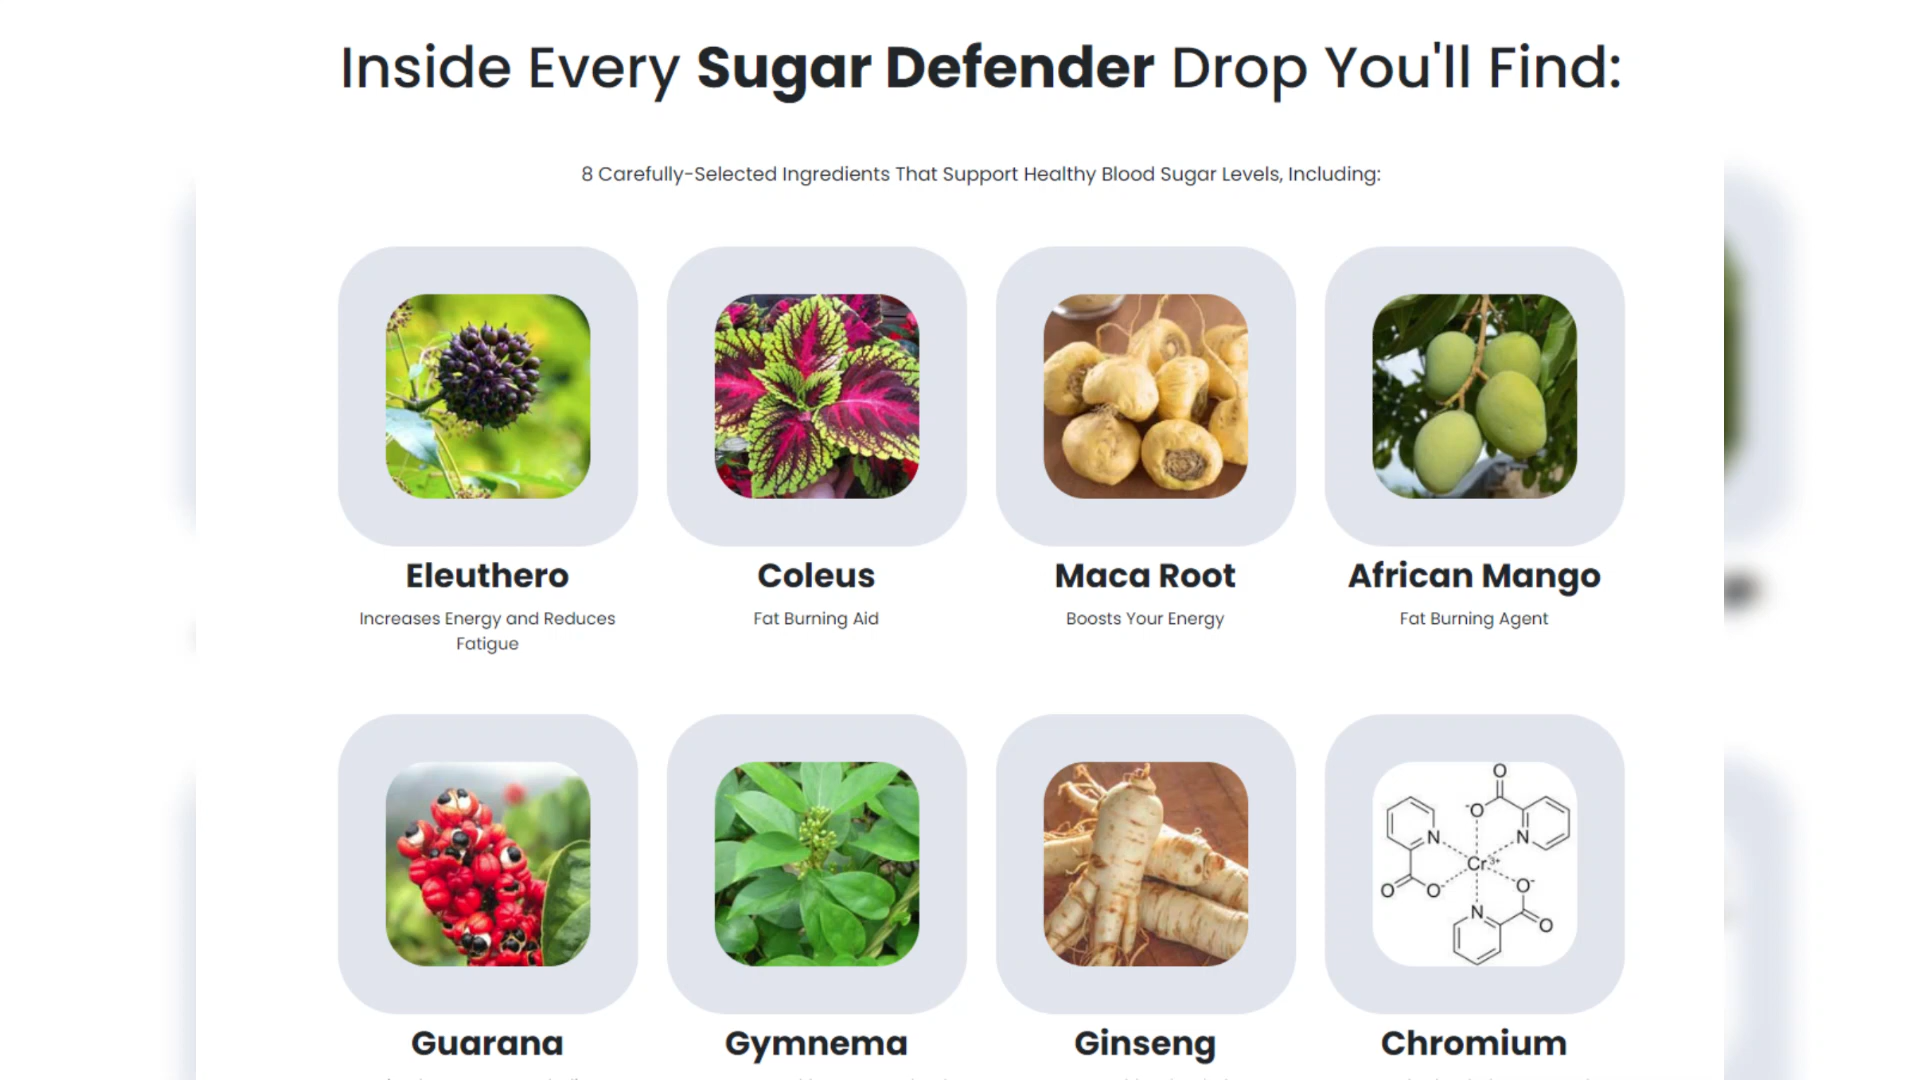 Inside Every Sugar Defender Drop You'll Find:
8 Carefully-Selected Ingredients That Support Healthy Blood Sugar Levels, Including:
Eleuthero
Increases Energy and Reduces
Fatigue
Coleus
Fat Burning Aid
Maca Root
Boosts Your Energy
African Mango
Fat Burning Agent
O
-O
N
N
Cr3+
O
O-
O-
N
O
Guarana
Gymnema
Ginseng
Chromium